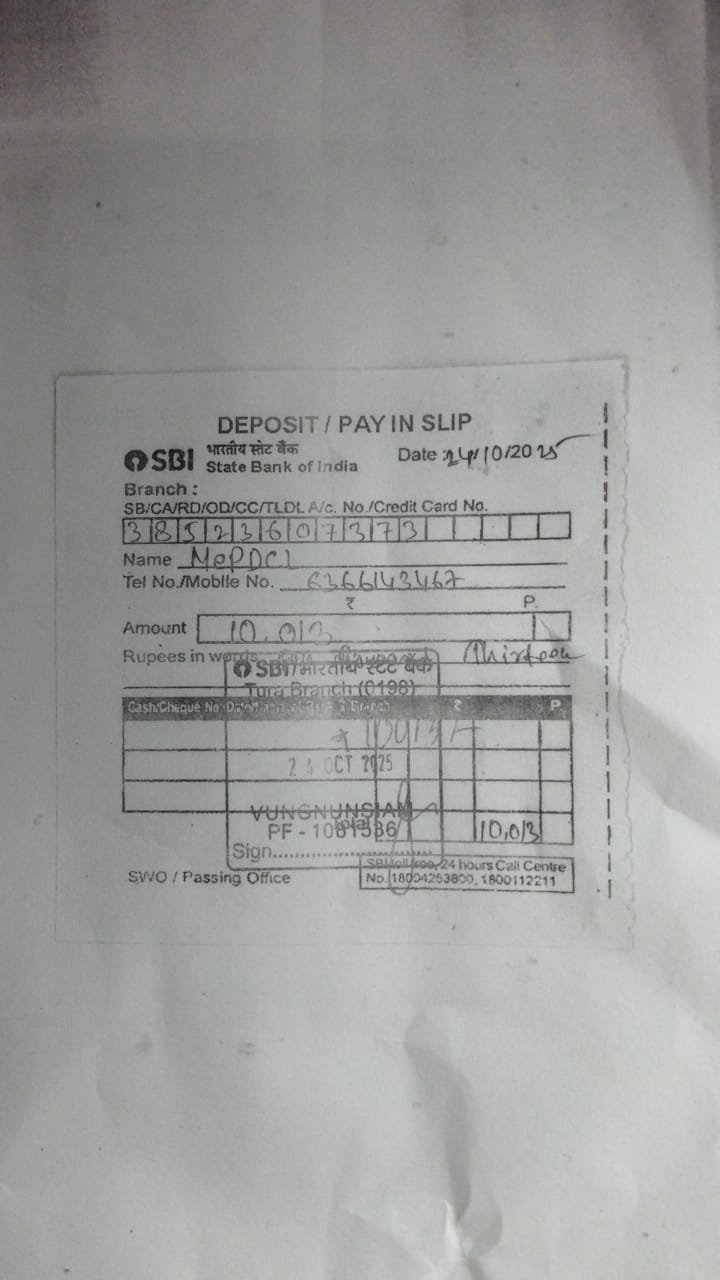 DEPOSIT / PAY IN SLIP
SBI भारतीय स्टेट बैंक
State Bank of India
Date : 24/10/2025
Branch :
SB/CA/RD/OD/CC/TLDL A/c. No./Credit Card No.
38523607373
Name MePDCL
Tel No./Mobile No. 6366143467
₹ P.
Amount 10,013
Rupees in words Thirteen
SBI/भारतीय स्टेट बैंक
Tura Branch (0198)
Cash/Cheque No. ₹ P.
24 OCT 2025
VUNGNUNSIAM
PF - 1081536
Total 10,013
Sign....................
SWO / Passing Office
SBI toll free, 24 hours Call Centre
No. 18004253800, 1800112211